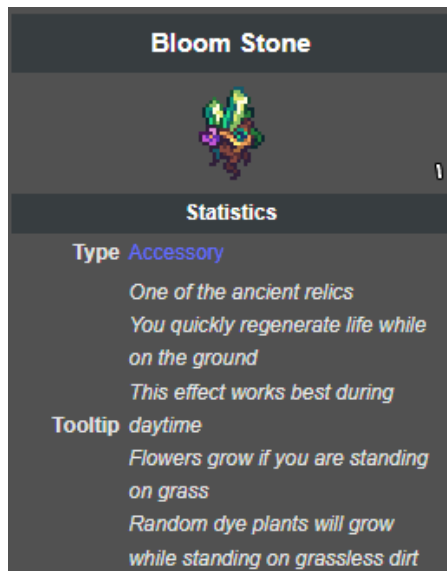 Bloom Stone
Statistics
Type Accessory
One of the ancient relics
You quickly regenerate life while
on the ground
This effect works best during
Tooltip daytime
Flowers grow if you are standing
on grass
Random dye plants will grow
while standing on grassless dirt